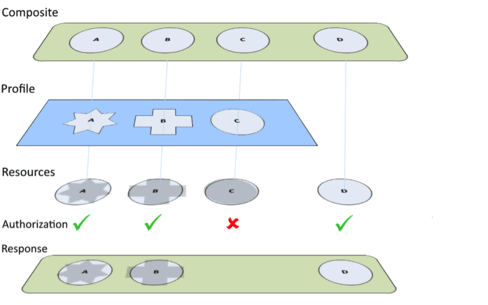 Composite
A B C D
Profile
A B C
Resources
A B C D
Authorization
Response
A B D